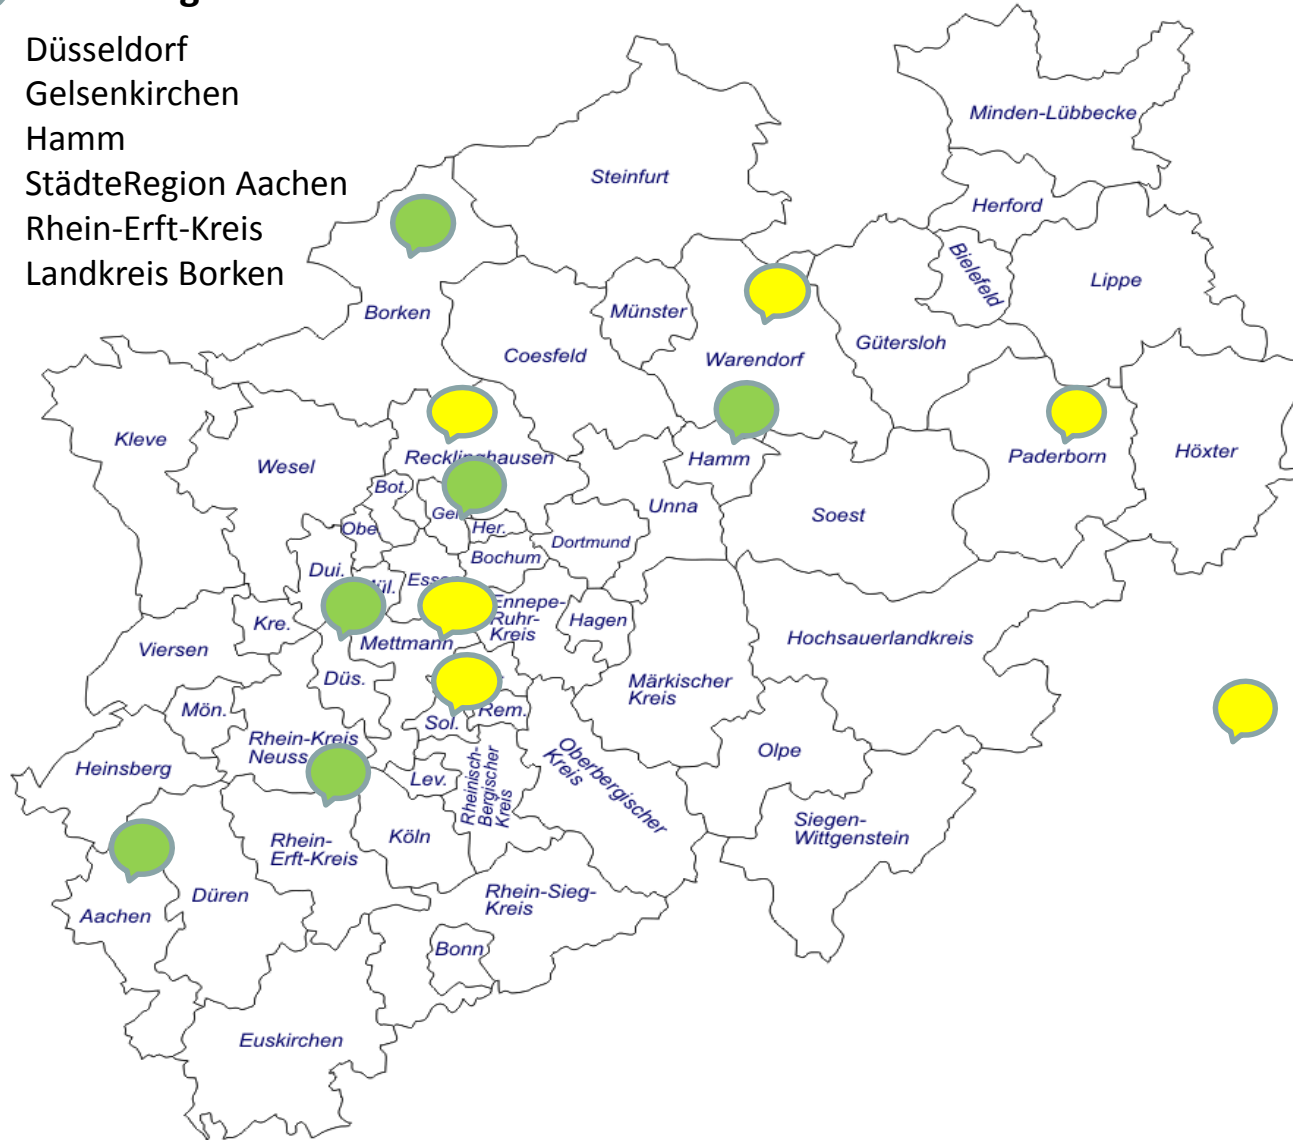 Düsseldorf
Gelsenkirchen
Hamm
StädteRegion Aachen
Rhein-Erft-Kreis
Landkreis Borken
Minden-Lübbecke
Steinfurt
Herford
Bielefeld
Lippe
Borken
Münster
Coesfeld
Warendorf
Gütersloh
Kleve
Wesel
Recklinghausen
Hamm
Paderborn
Höxter
Bot.
Unna
Soest
Obe
Her.
Dortmund
Bochum
Dui.
Ennepe-
Ruhr-
Kreis
Hagen
Kre.
Viersen
Mettmann
Hochsauerlandkreis
Düs.
Märkischer
Kreis
Mön.
Sol.
Rem.
Rhein-Kreis
Neuss
Heinsberg
Lev.
Rheinisch-
Bergischer
Kreis
Oberbergischer
Kreis
Olpe
Siegen-
Wittgenstein
Rhein-
Erft-Kreis
Köln
Düren
Aachen
Rhein-Sieg-
Kreis
Bonn
Euskirchen